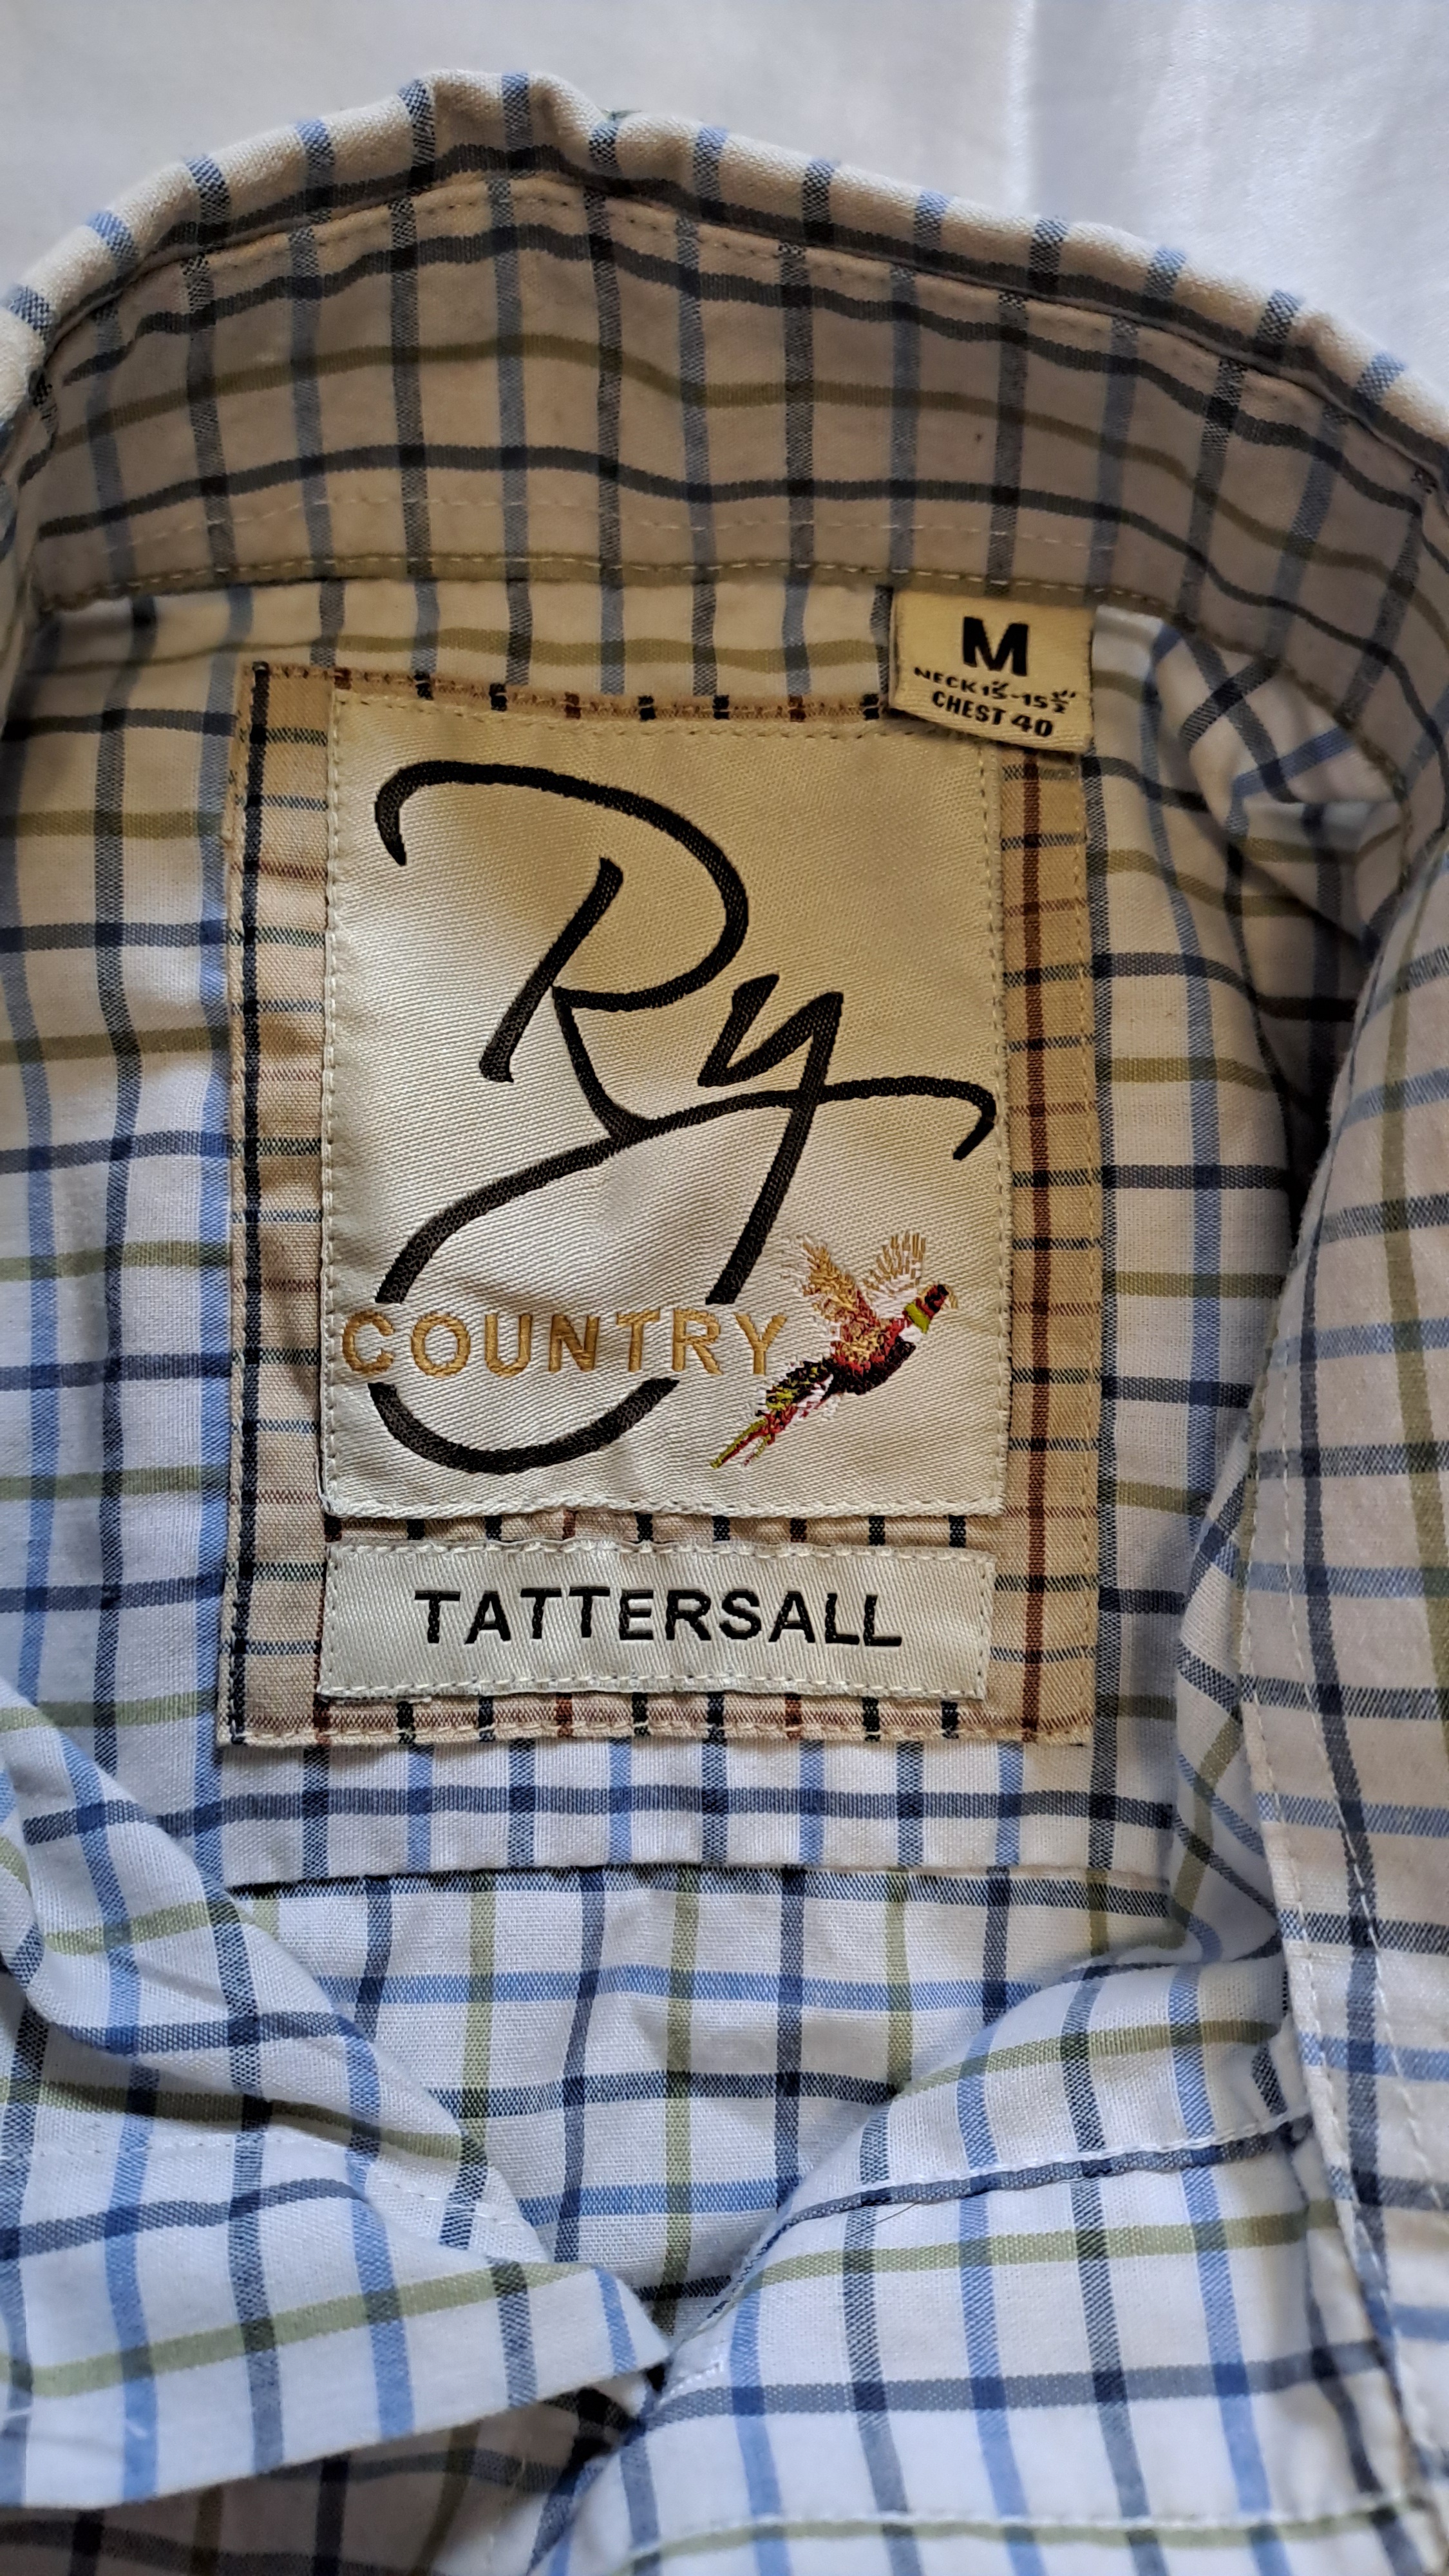 M
NECK 15"-15½"
CHEST 40
Ry
COUNTRY
TATTERSALL